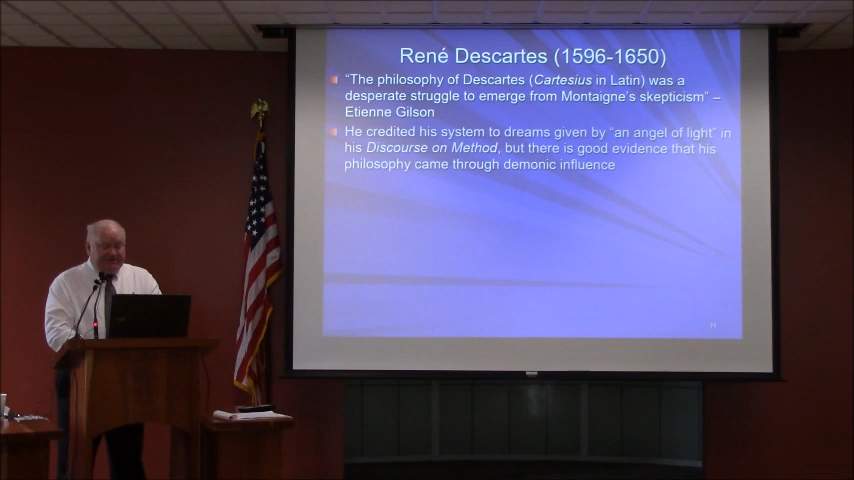 René Descartes (1596-1650)
“The philosophy of Descartes (Cartesius in Latin) was a
desperate struggle to emerge from Montaigne’s skepticism” –
Etienne Gilson
He credited his system to dreams given by “an angel of light” in
his Discourse on Method, but there is good evidence that his
philosophy came through demonic influence